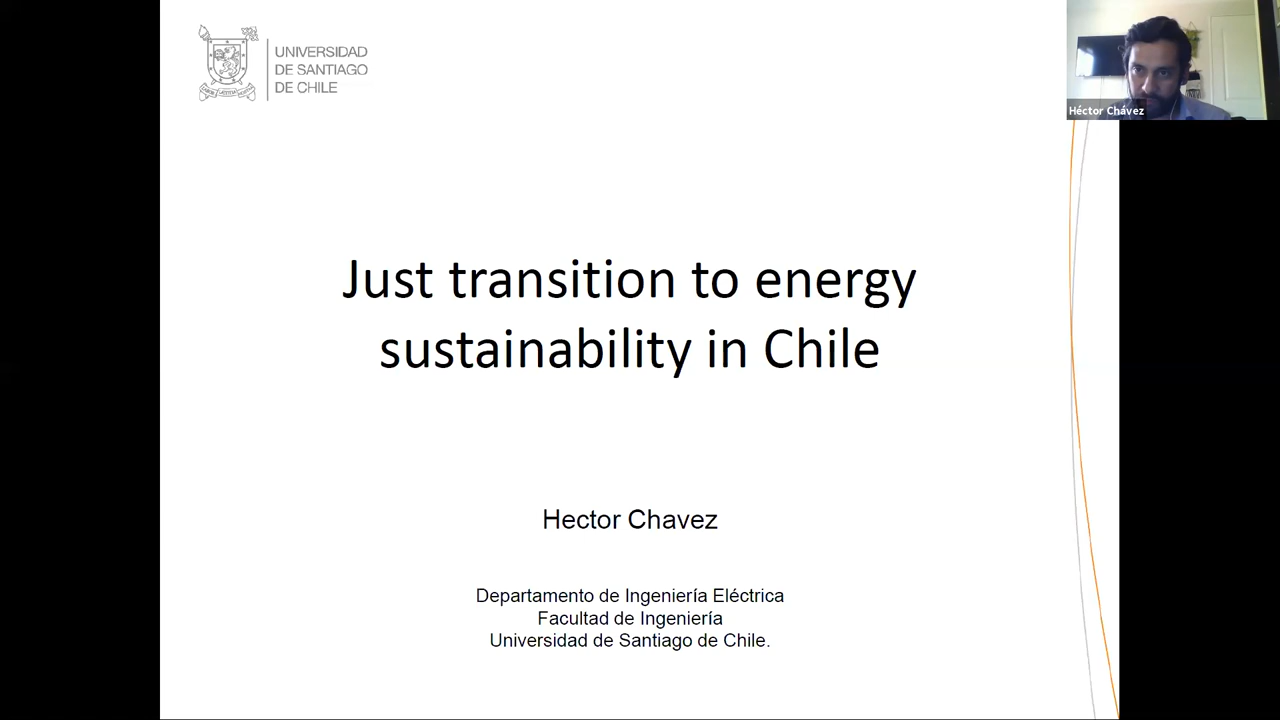 UNIVERSIDAD
DE SANTIAGO
DE CHILE
Héctor Chávez
Just transition to energy
sustainability in Chile
Hector Chavez
Departamento de Ingeniería Eléctrica
Facultad de Ingeniería
Universidad de Santiago de Chile.